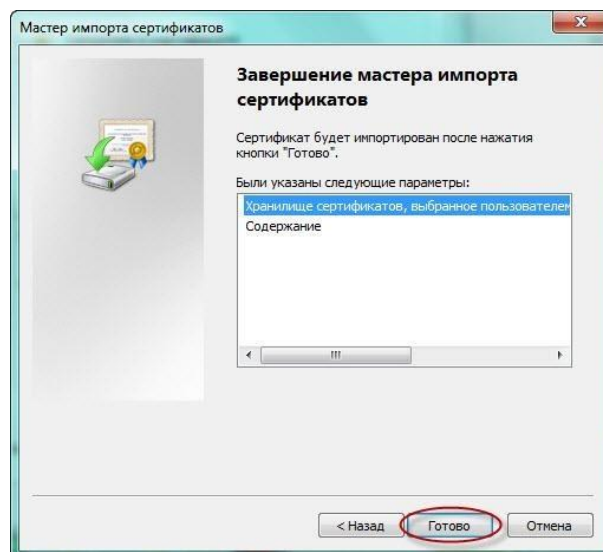 Мастер импорта сертификатов
Завершение мастера импорта
сертификатов
Сертификат будет импортирован после нажатия
кнопки "Готово".
Были указаны следующие параметры:
Хранилище сертификатов, выбранное пользователем
Содержание
< Назад
Готово
Отмена